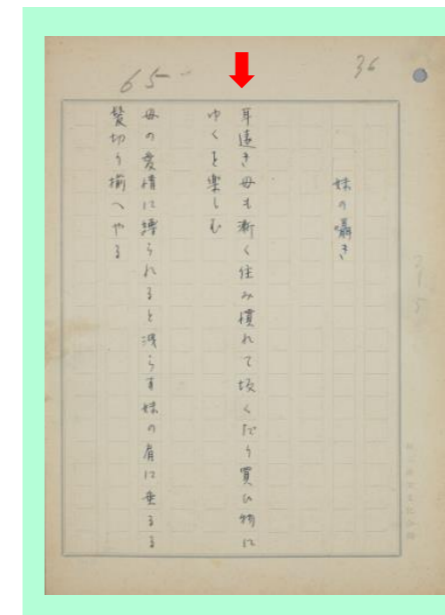 36
65
妹の囁き
耳遠き母も漸く住み慣れて坂くだり買ひ物に
ゆくを楽しむ
母の愛情に縛られると洩らす妹の肩に垂るる
髪切り揃へやる